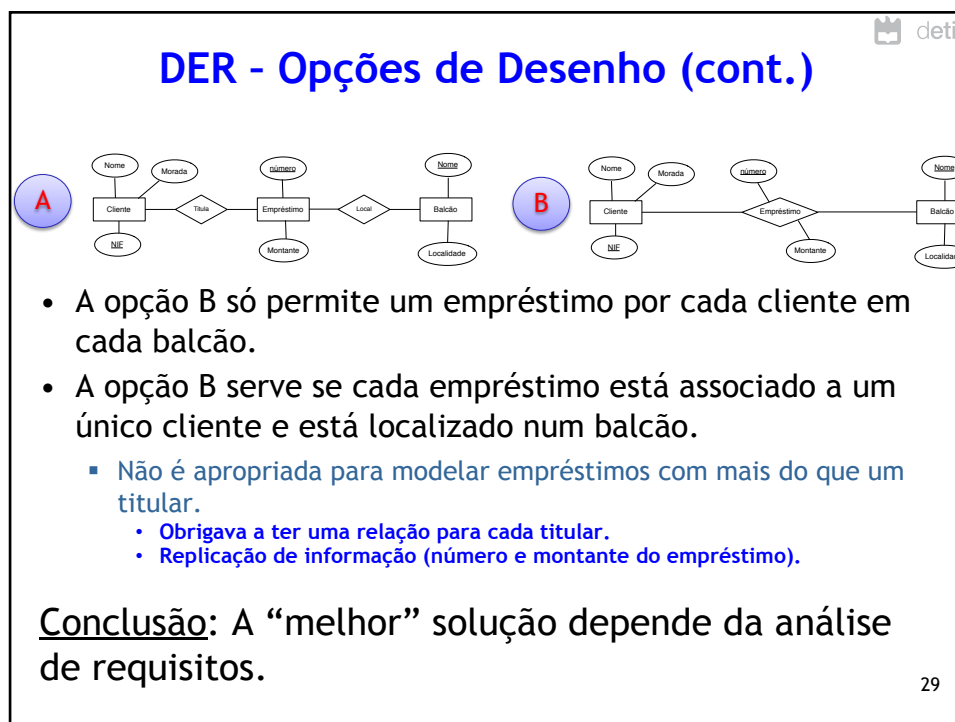 deti
DER – Opções de Desenho (cont.)
A
Nome
Morada
Cliente
NIF
Titula
número
Empréstimo
Montante
Local
Nome
Balcão
Localidade
B
Nome
Morada
Cliente
NIF
número
Empréstimo
Montante
Nome
Balcão
Localidad
• A opção B só permite um empréstimo por cada cliente em
cada balcão.
• A opção B serve se cada empréstimo está associado a um
único cliente e está localizado num balcão.
▪ Não é apropriada para modelar empréstimos com mais do que um
titular.
• Obrigava a ter uma relação para cada titular.
• Replicação de informação (número e montante do empréstimo).
Conclusão: A “melhor” solução depende da análise
de requisitos.
29